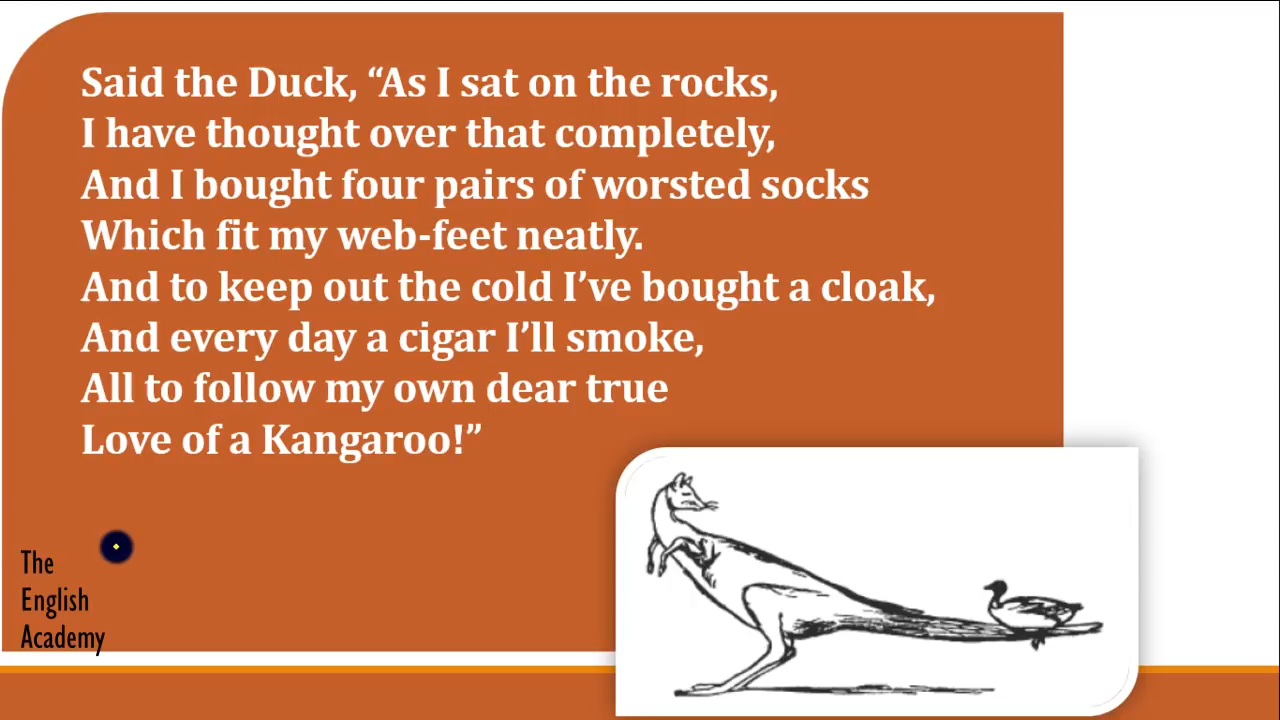 Said the Duck, “As I sat on the rocks,
I have thought over that completely,
And I bought four pairs of worsted socks
Which fit my web-feet neatly.
And to keep out the cold I’ve bought a cloak,
And every day a cigar I’ll smoke,
All to follow my own dear true
Love of a Kangaroo!”
The
English
Academy